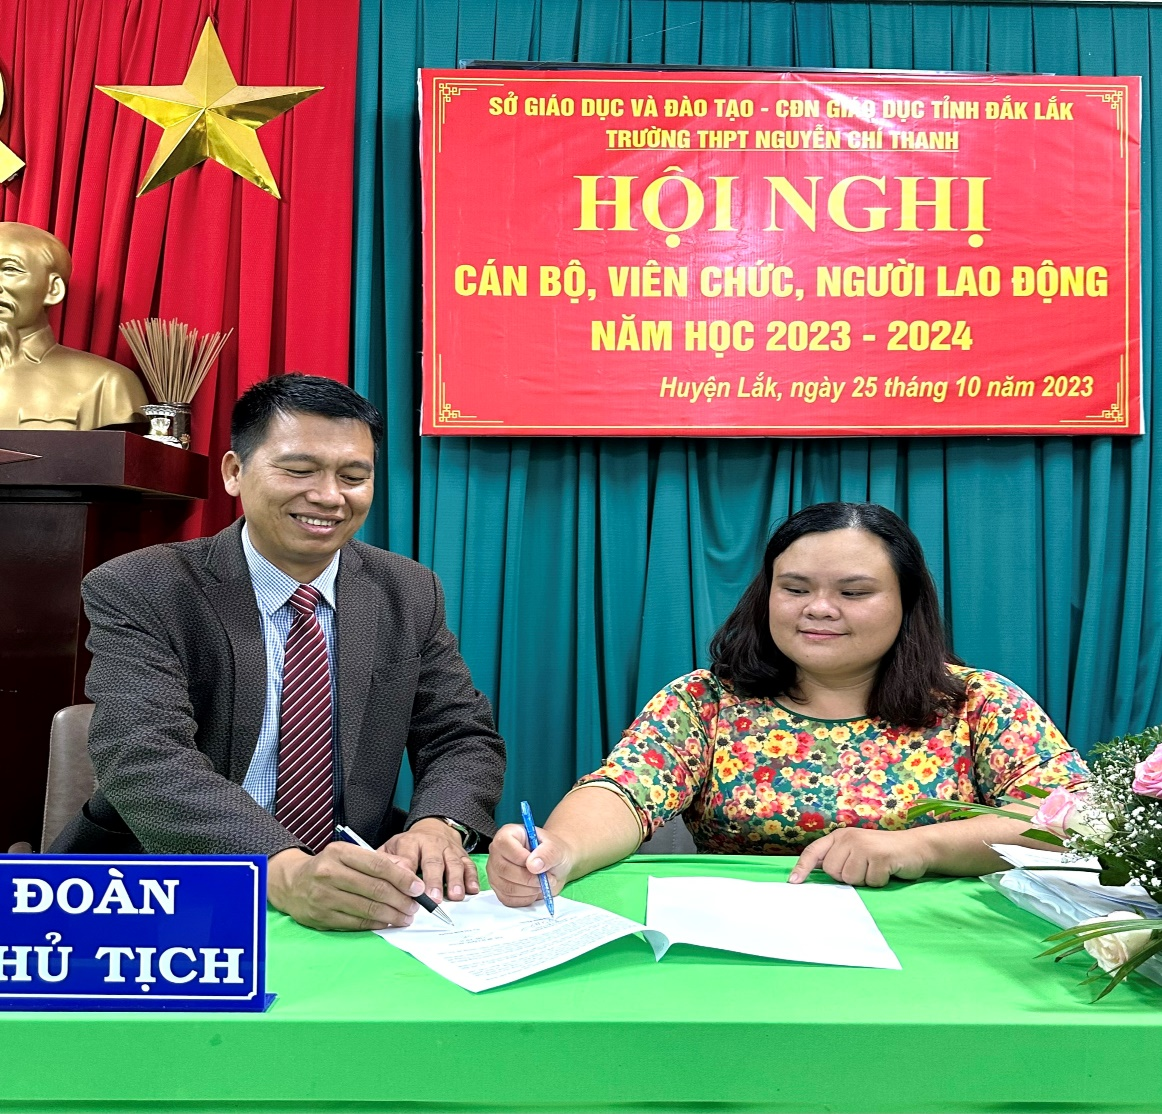 SỞ GIÁO DỤC VÀ ĐÀO TẠO - CĐN GIÁO DỤC TỈNH ĐẮK LẮK
TRƯỜNG THPT NGUYỄN CHÍ THANH
HỘI NGHỊ
CÁN BỘ, VIÊN CHỨC, NGƯỜI LAO ĐỘNG
NĂM HỌC 2023 - 2024
Huyện Lắk, ngày 25 tháng 10 năm 2023
ĐOÀN
HỦ TỊCH